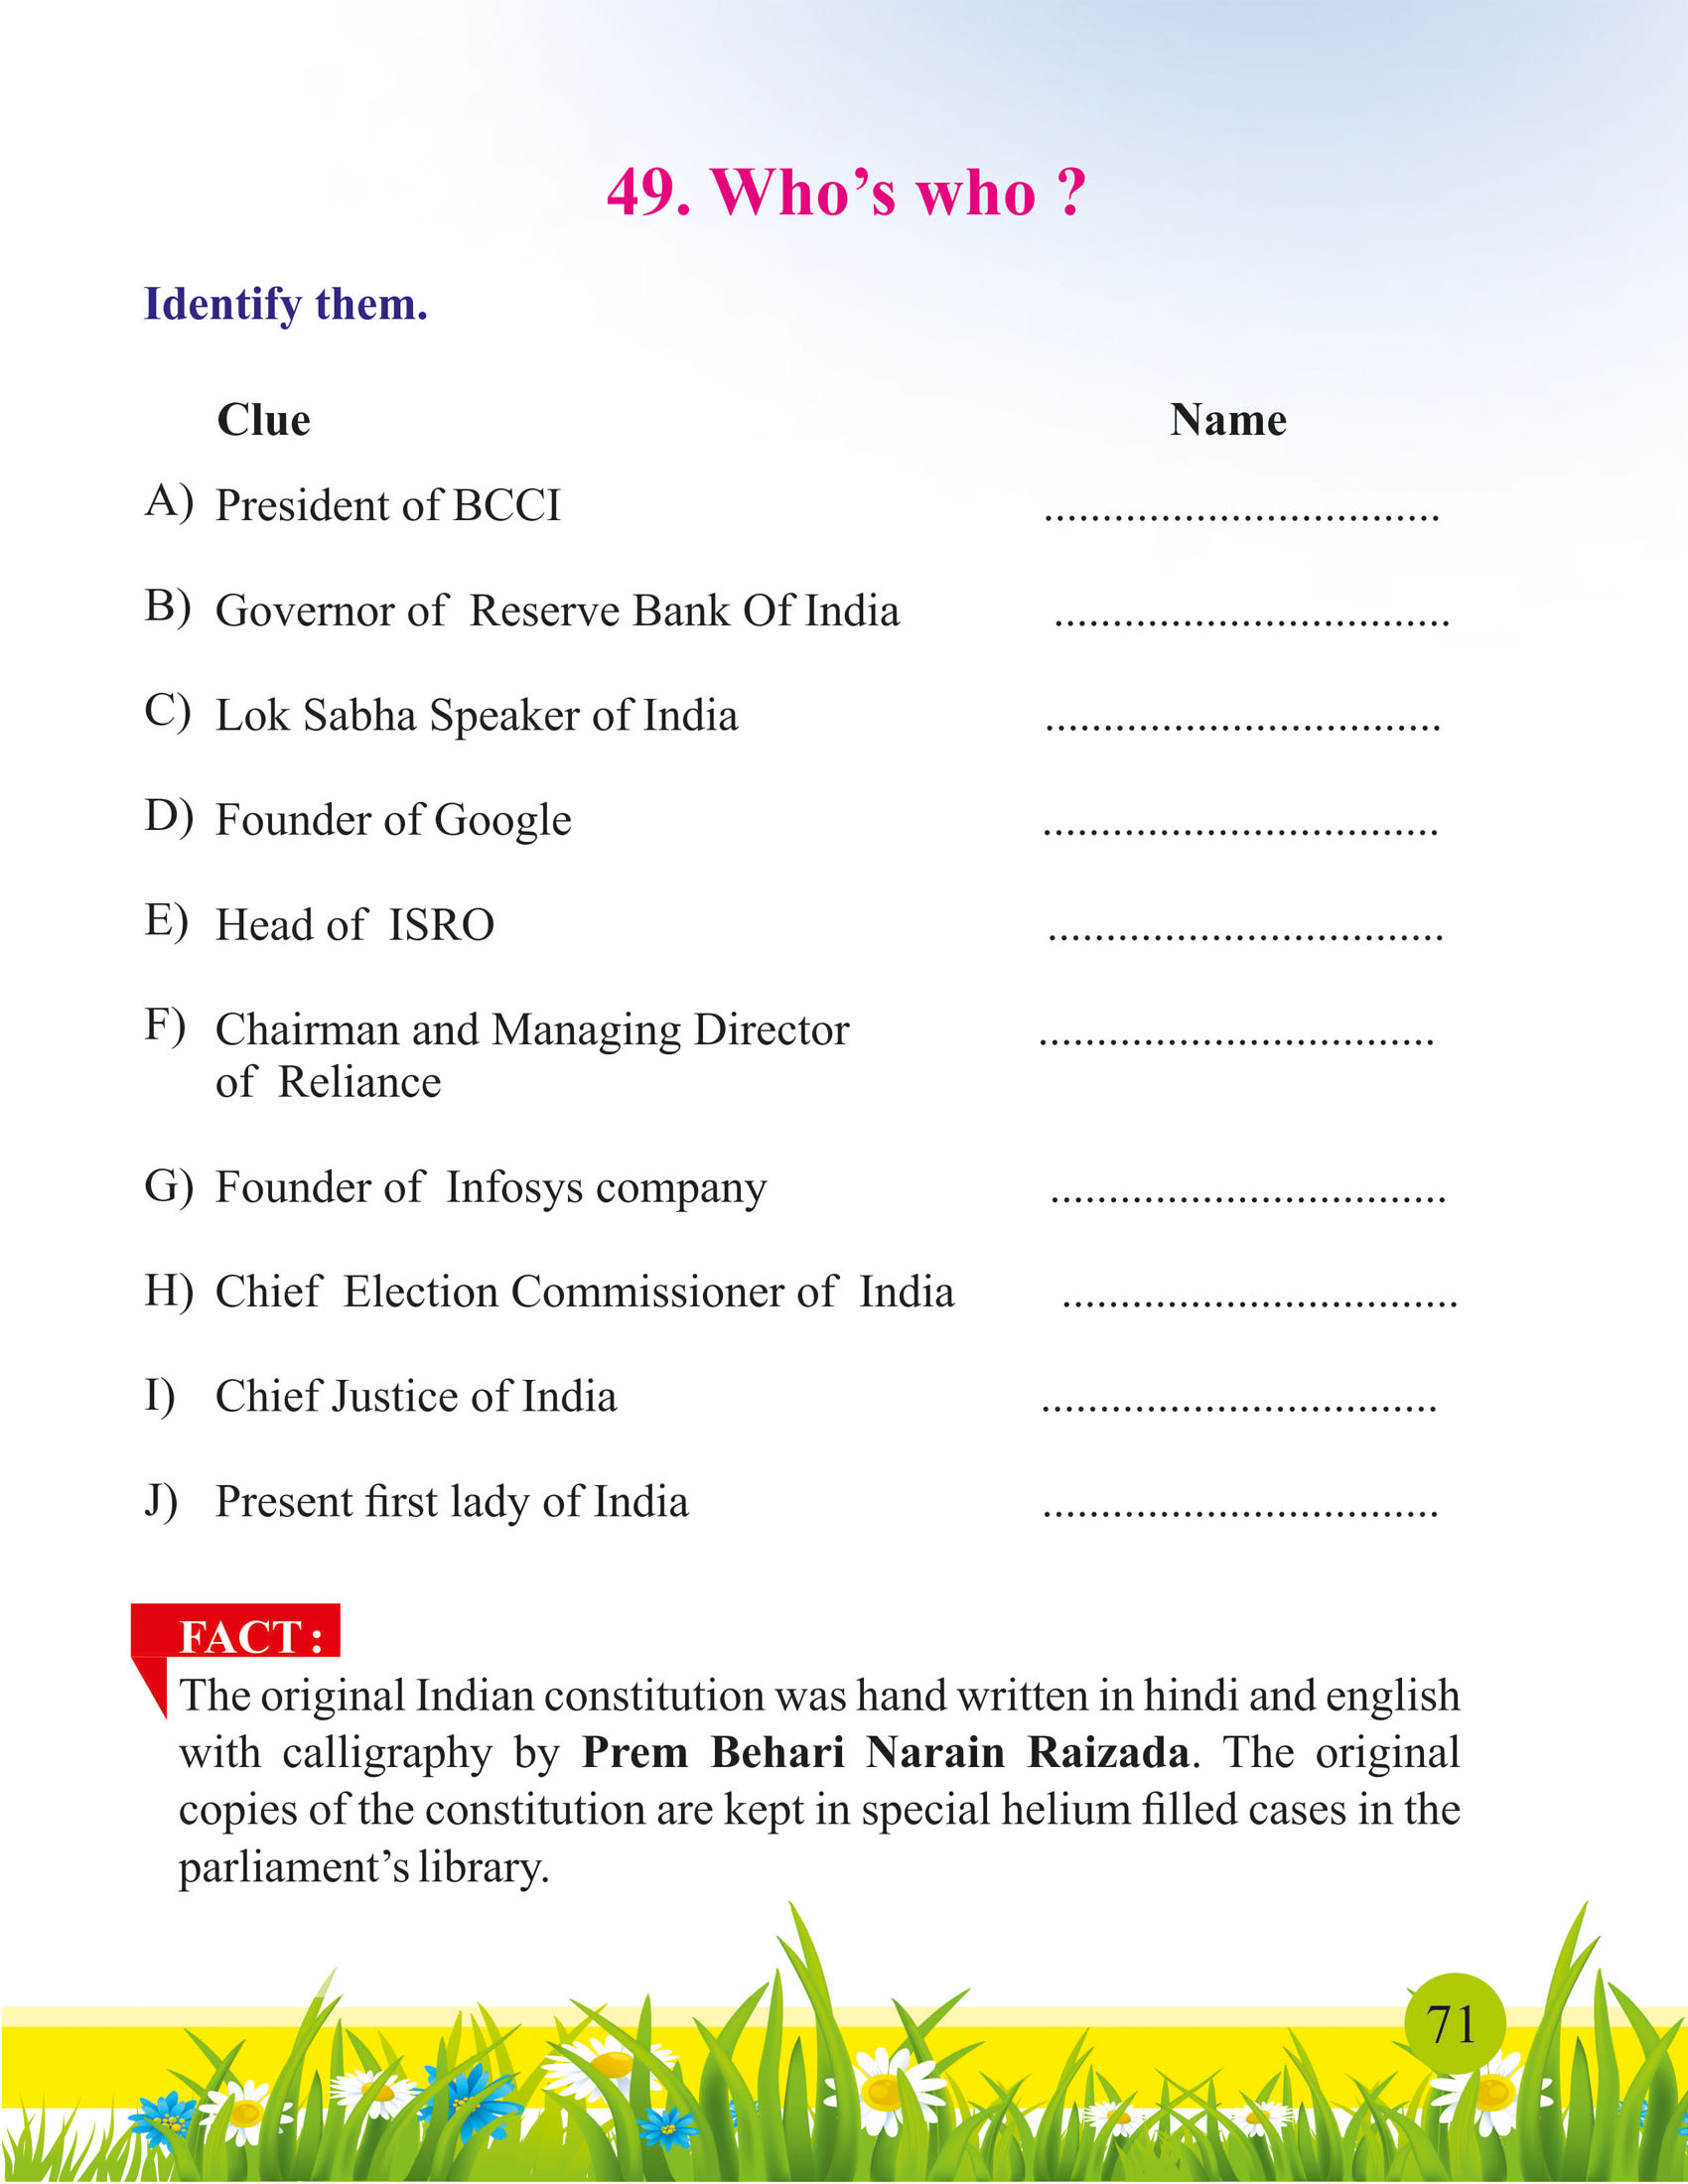 49. Who’s who ?
Identify them.
Clue Name
A) President of BCCI ..................................
B) Governor of Reserve Bank Of India ..................................
C) Lok Sabha Speaker of India ..................................
D) Founder of Google ..................................
E) Head of ISRO ..................................
F) Chairman and Managing Director ..................................
of Reliance
G) Founder of Infosys company ..................................
H) Chief Election Commissioner of India ..................................
I) Chief Justice of India ..................................
J) Present first lady of India ..................................
FACT :
The original Indian constitution was hand written in hindi and english
with calligraphy by Prem Behari Narain Raizada. The original
copies of the constitution are kept in special helium filled cases in the
parliament’s library.
71